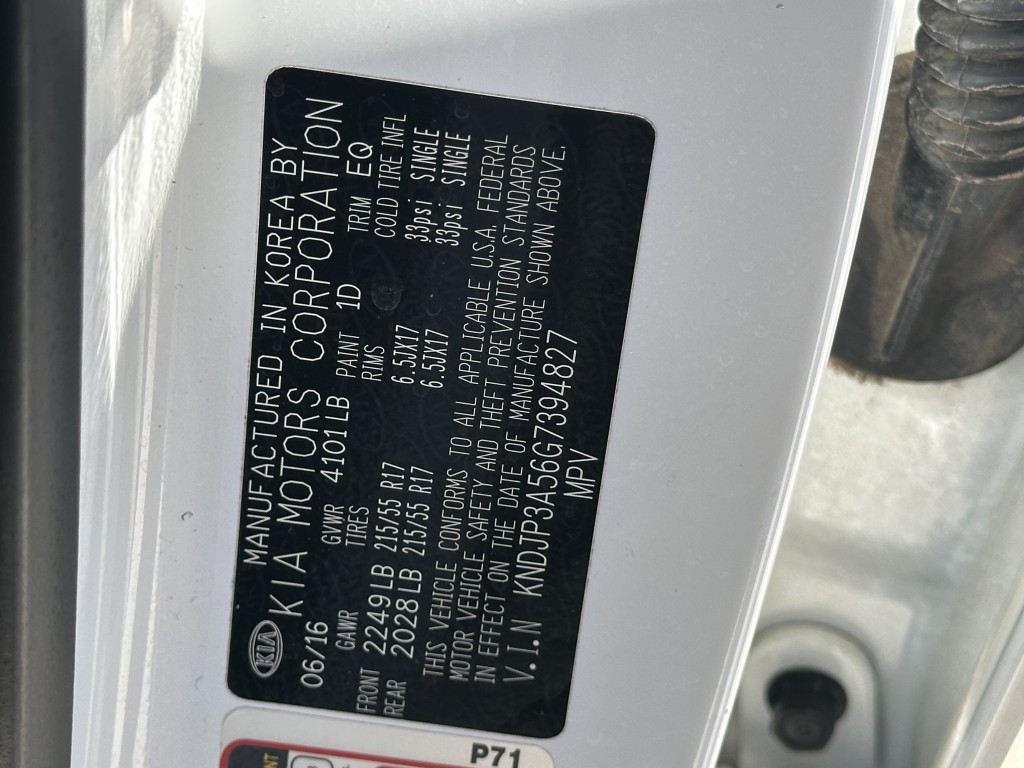 KIA MANUFACTURED IN KOREA BY
KIA MOTORS CORPORATION
06/16 GVWR 4101LB PAINT 1D TRIM EQ
GAWR TIRES RIMS COLD TIRE INFL
FRONT 2249LB 215/55 R17 6.5JX17 33psi SINGLE
REAR 2028LB 215/55 R17 6.5JX17 33psi SINGLE
THIS VEHICLE CONFORMS TO ALL APPLICABLE U.S.A. FEDERAL
MOTOR VEHICLE SAFETY AND THEFT PREVENTION STANDARDS
IN EFFECT ON THE DATE OF MANUFACTURE SHOWN ABOVE.
V.I.N KNDJP3A56G7394827
MPV
P71